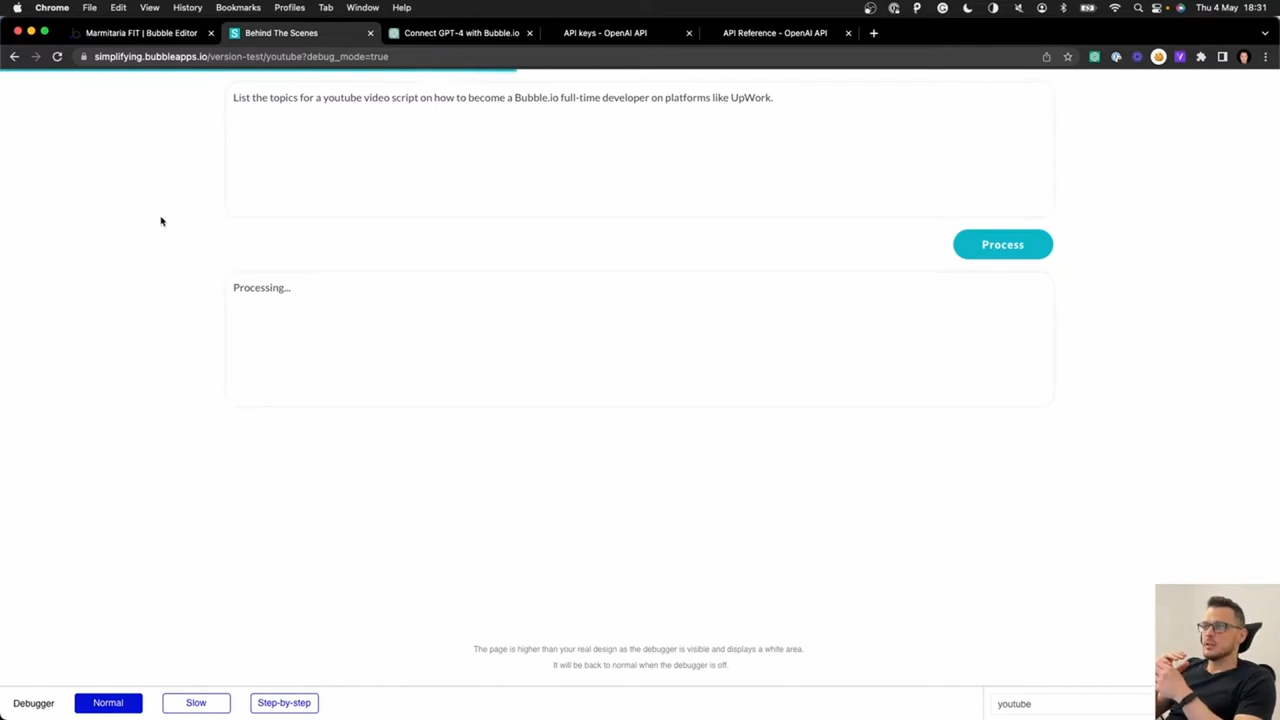 Chrome File Edit View History Bookmarks Profiles Tab Window Help Thu 4 May 18:31
Marmitaria FIT | Bubble Editor Behind The Scenes Connect GPT-4 with Bubble.io API keys - OpenAI API API Reference - OpenAI API
simplifying.bubbleapps.io/version-test/youtube?debug_mode=true
List the topics for a youtube video script on how to become a Bubble.io full-time developer on platforms like UpWork.
Process
Processing...
The page is higher than your real design as the debugger is visible and displays a white area.
It will be back to normal when the debugger is off.
Debugger Normal Slow Step-by-step youtube